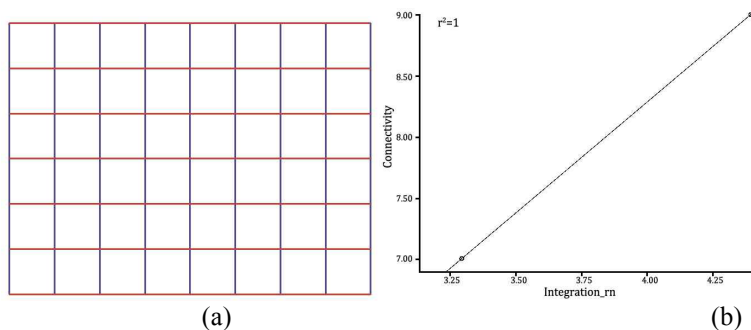 r²=1
9.00
8.50
8.00
7.50
7.00
Connectivity
3.25 3.50 3.75 4.00 4.25
Integration_rn
(a) (b)